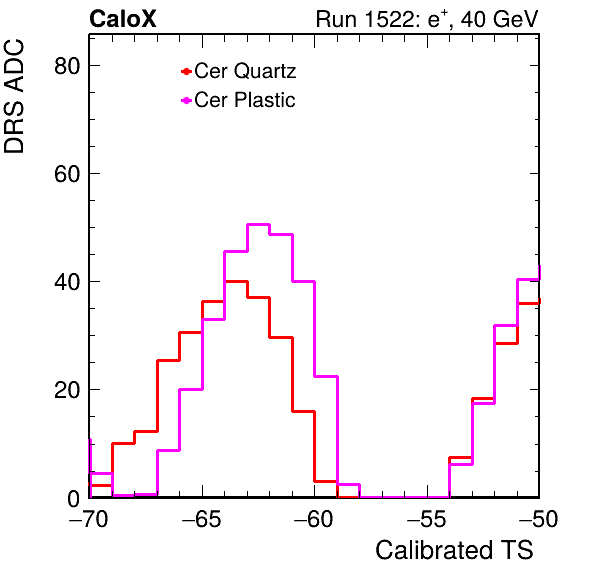 CaloX Run 1522: e⁺, 40 GeV
DRS ADC
80
Cer Quartz
Cer Plastic
60
40
20
0
−70 −65 −60 −55 −50
Calibrated TS